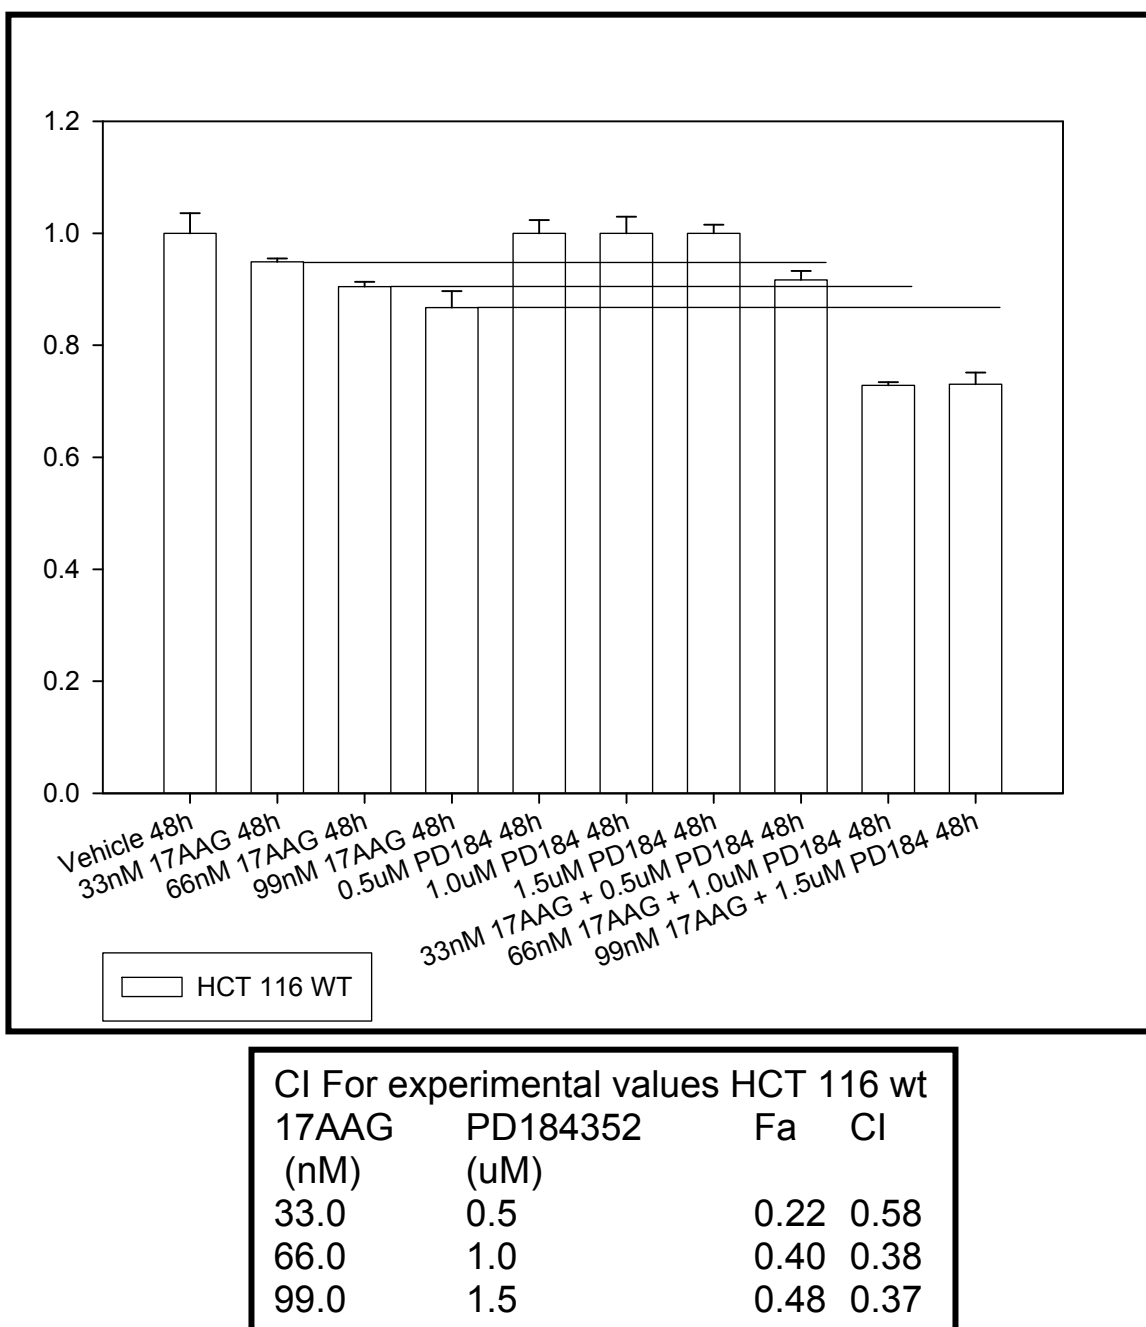 1.2
1.0
0.8
0.6
0.4
0.2
0.0
Vehicle 48h
33nM 17AAG 48h
66nM 17AAG 48h
99nM 17AAG 48h
0.5uM PD184 48h
1.0uM PD184 48h
1.5uM PD184 48h
33nM 17AAG + 0.5uM PD184 48h
66nM 17AAG + 1.0uM PD184 48h
99nM 17AAG + 1.5uM PD184 48h
HCT 116 WT
CI For experimental values HCT 116 wt
17AAG PD184352 Fa CI
(nM) (uM)
33.0 0.5 0.22 0.58
66.0 1.0 0.40 0.38
99.0 1.5 0.48 0.37